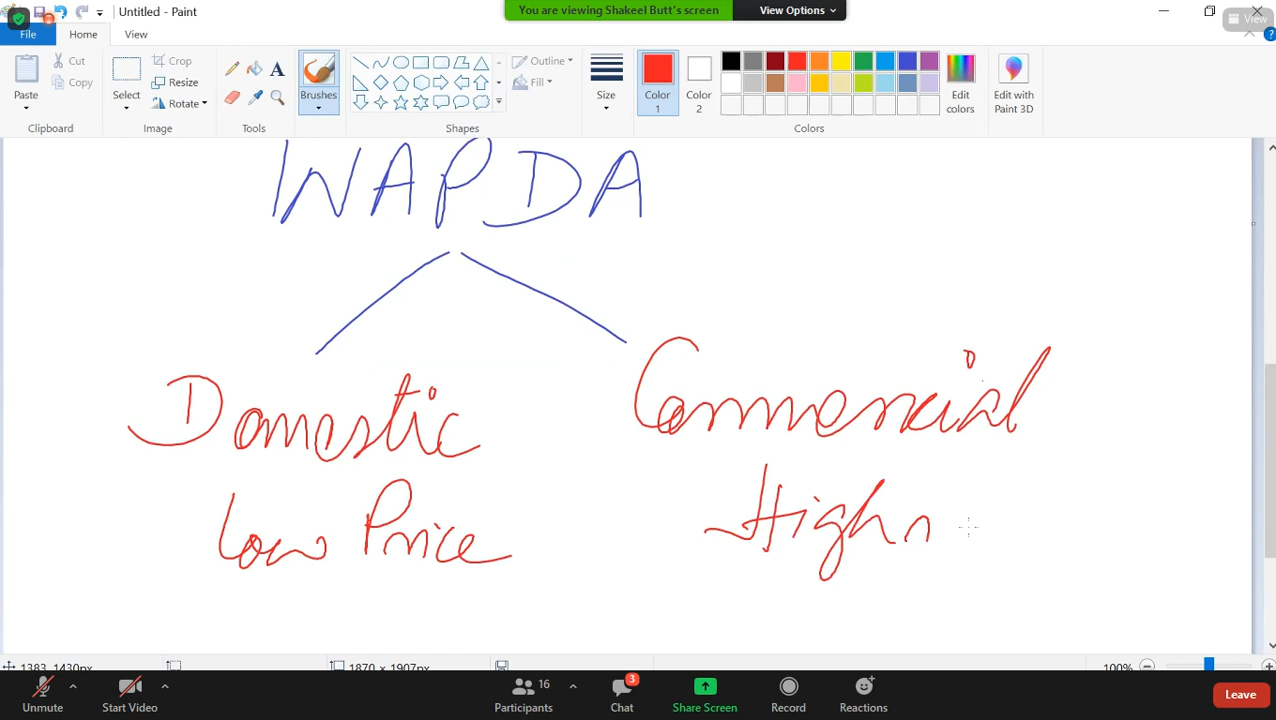 Untitled - Paint
You are viewing Shakeel Butt's screen
View Options
View
File
Home
View
Paste
Cut
Copy
Select
Crop
Resize
Rotate
A
Brushes
Outline
Fill
Size
Color
1
Color
2
Edit
colors
Edit with
Paint 3D
Clipboard
Image
Tools
Shapes
Colors
WAPDA
Domestic
Commercial
Low Price
High
1383, 1430px
1870 × 1907px
100%
Unmute
Start Video
16
Participants
3
Chat
Share Screen
Record
Reactions
Leave